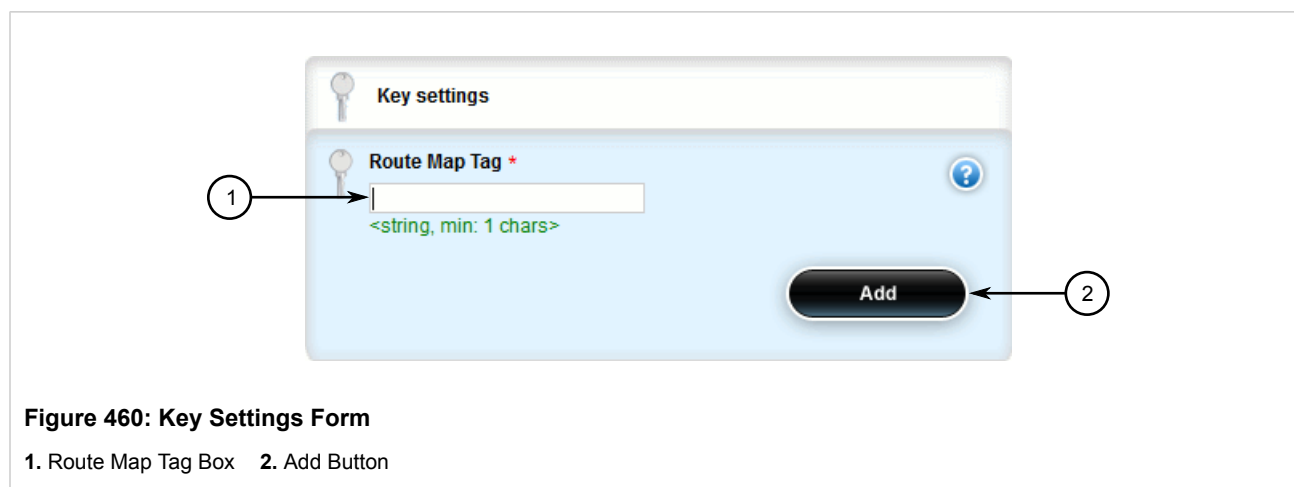 Key settings
Route Map Tag *
?
1
<string, min: 1 chars>
Add
2
Figure 460: Key Settings Form
1. Route Map Tag Box 2. Add Button